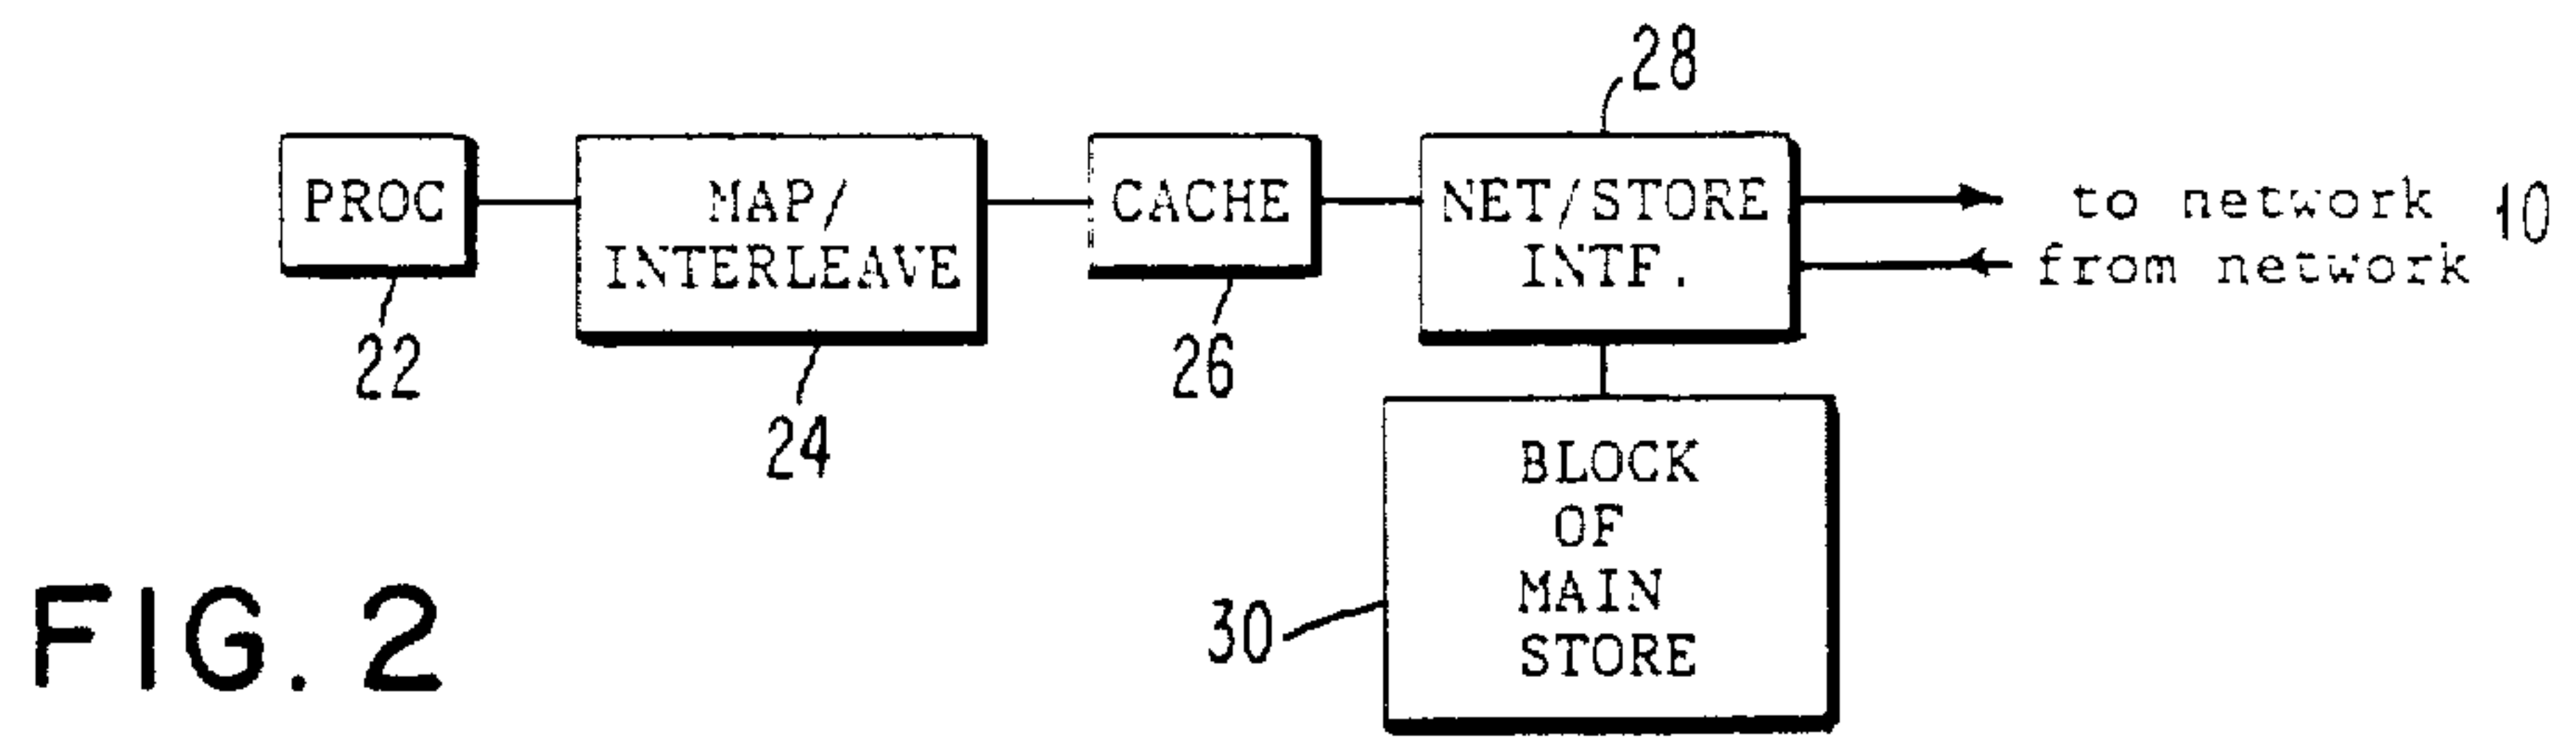 28
PROC
MAP/
INTERLEAVE
CACHE
NET/STORE
INTF.
to network 10
from network
22
24
26
BLOCK
OF
MAIN
STORE
30
FIG. 2